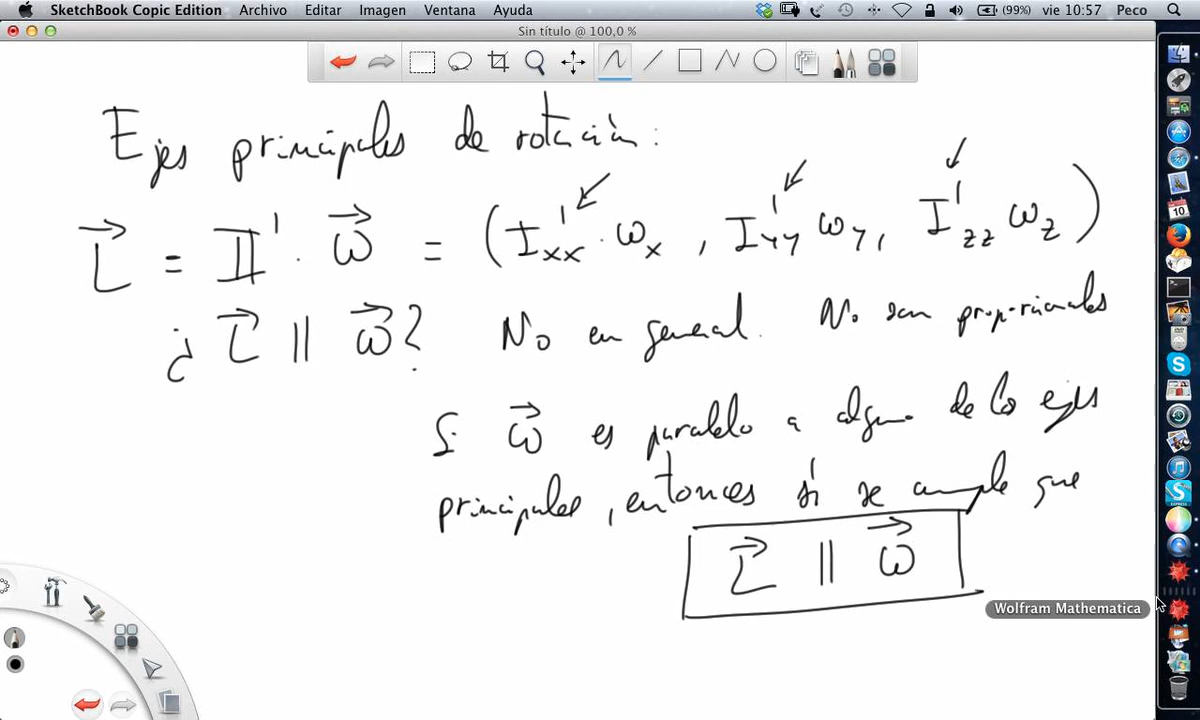 SketchBook Copic Edition Archivo Editar Imagen Ventana Ayuda (99%) vie 10:57 Peco
Sin título @ 100,0 %
Ejes principales de rotación:
L⃗ = II' · ω⃗ = (I'xx · ωx , I'yy ωy , I'zz ωz)
¿ L⃗ || ω⃗ ? No en general. No son proporcionales
Si ω⃗ es paralelo a alguno de los ejes
principales, entonces sí se cumple que
L⃗ || ω⃗
Wolfram Mathematica